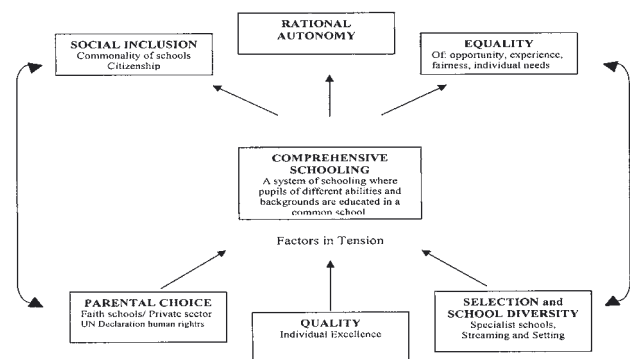 RATIONAL
AUTONOMY
SOCIAL INCLUSION
Commonality of schools
Citizenship
EQUALITY
Of: opportunity, experience,
fairness, individual needs
COMPREHENSIVE
SCHOOLING
A system of schooling where
pupils of different abilities and
backgrounds are educated in a
common school
Factors in Tension
PARENTAL CHOICE
Faith schools/ Private sector
UN Declaration human rightrs
QUALITY
Individual Excellence
SELECTION and
SCHOOL DIVERSITY
Specialist schools,
Streaming and Setting